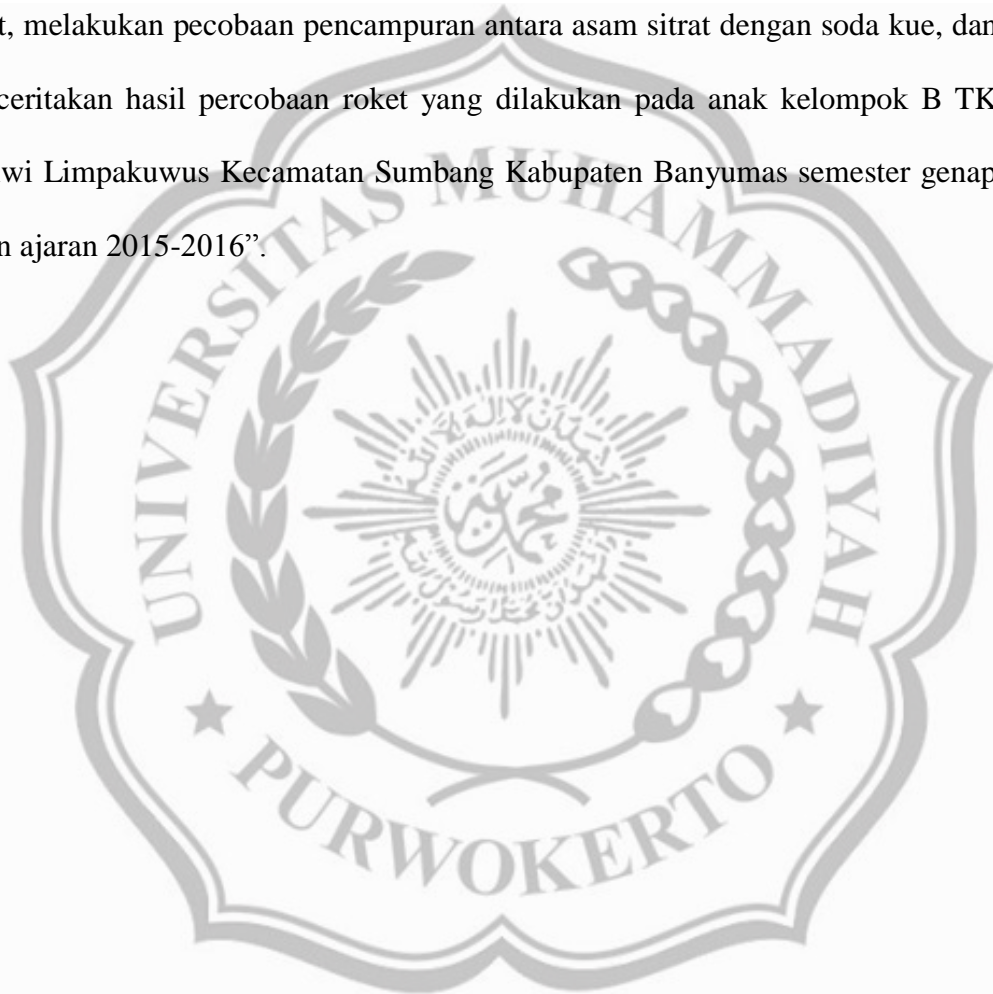 t, melakukan pecobaan pencampuran antara asam sitrat dengan soda kue, dan
ceritakan hasil percobaan roket yang dilakukan pada anak kelompok B TK
wi Limpakuwus Kecamatan Sumbang Kabupaten Banyumas semester genap
n ajaran 2015-2016”.
UNIVERSITAS MUHAMMADIYAH
PURWOKERTO
محمدية